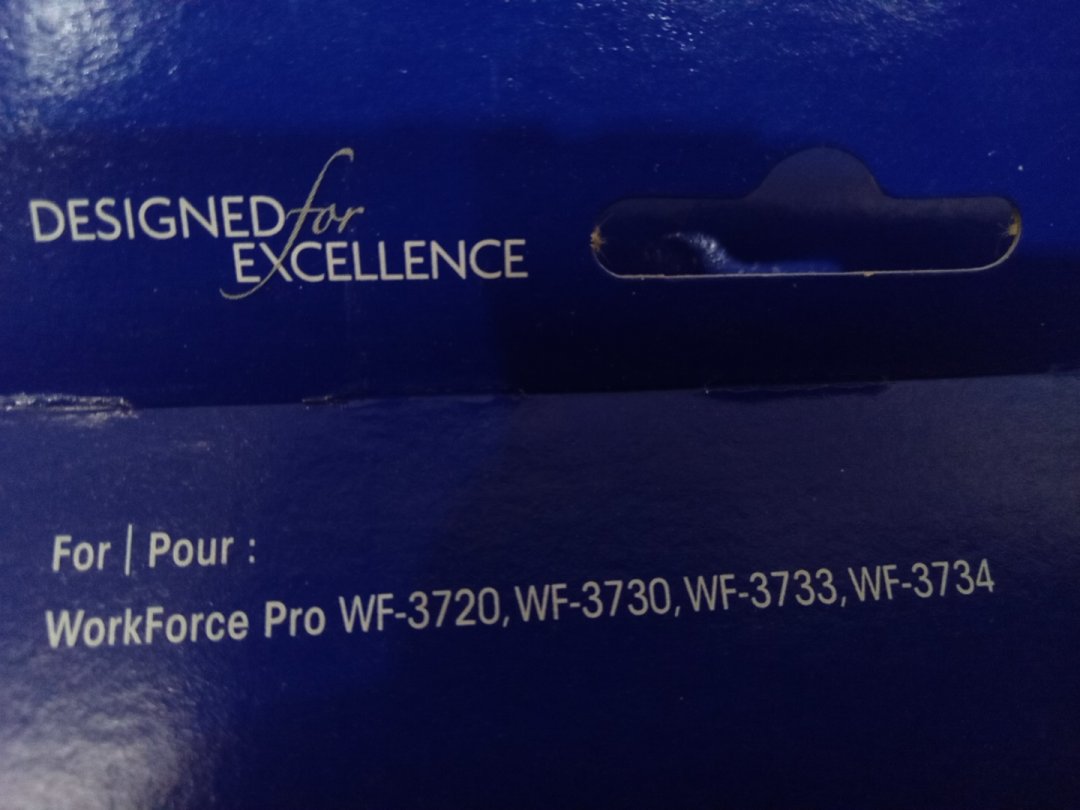 DESIGNED for
EXCELLENCE
For | Pour :
WorkForce Pro WF-3720, WF-3730, WF-3733, WF-3734